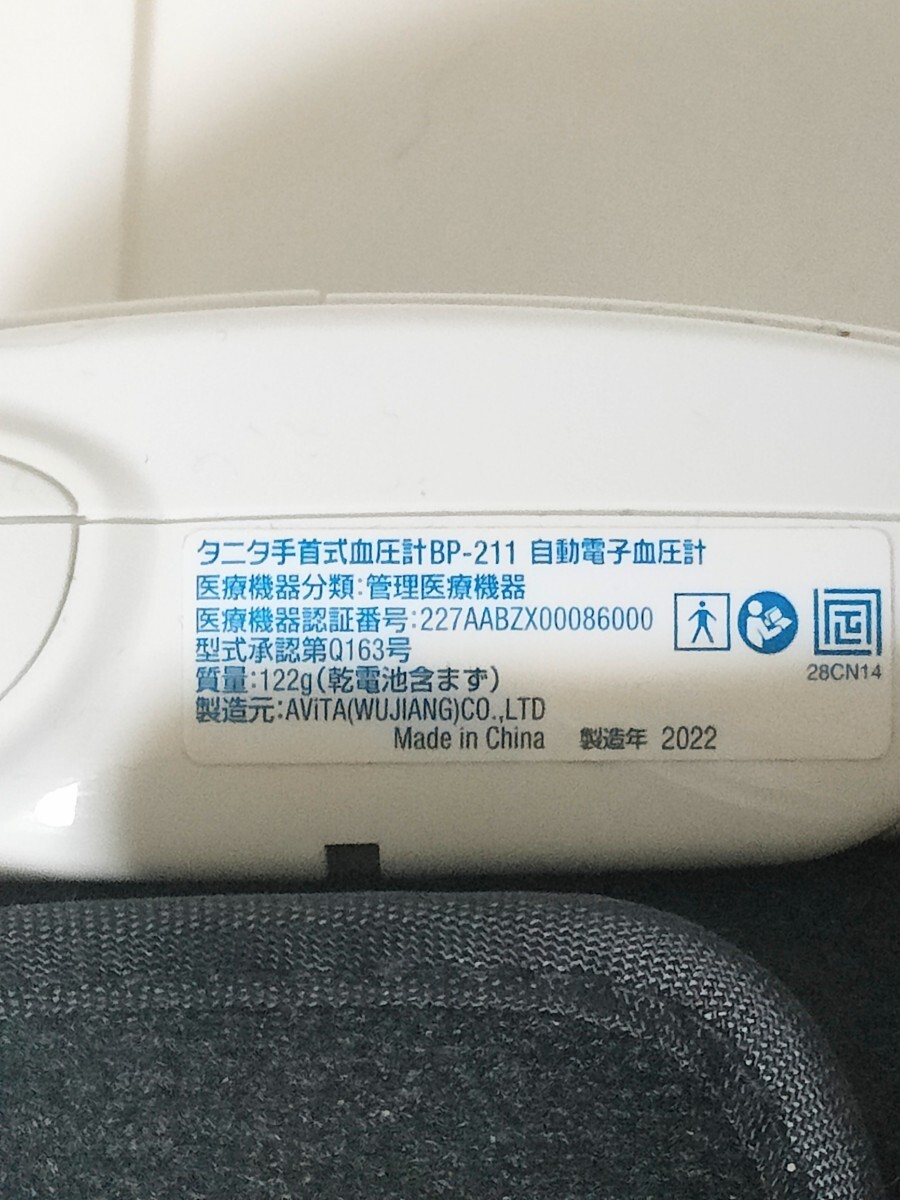 タニタ手首式血圧計BP-211 自動電子血圧計
医療機器分類:管理医療機器
医療機器認証番号:227AABZX00086000
型式承認第Q163号
質量:122g(乾電池含まず)
製造元:AViTA(WUJIANG)CO.,LTD
Made in China 製造年 2022
28CN14